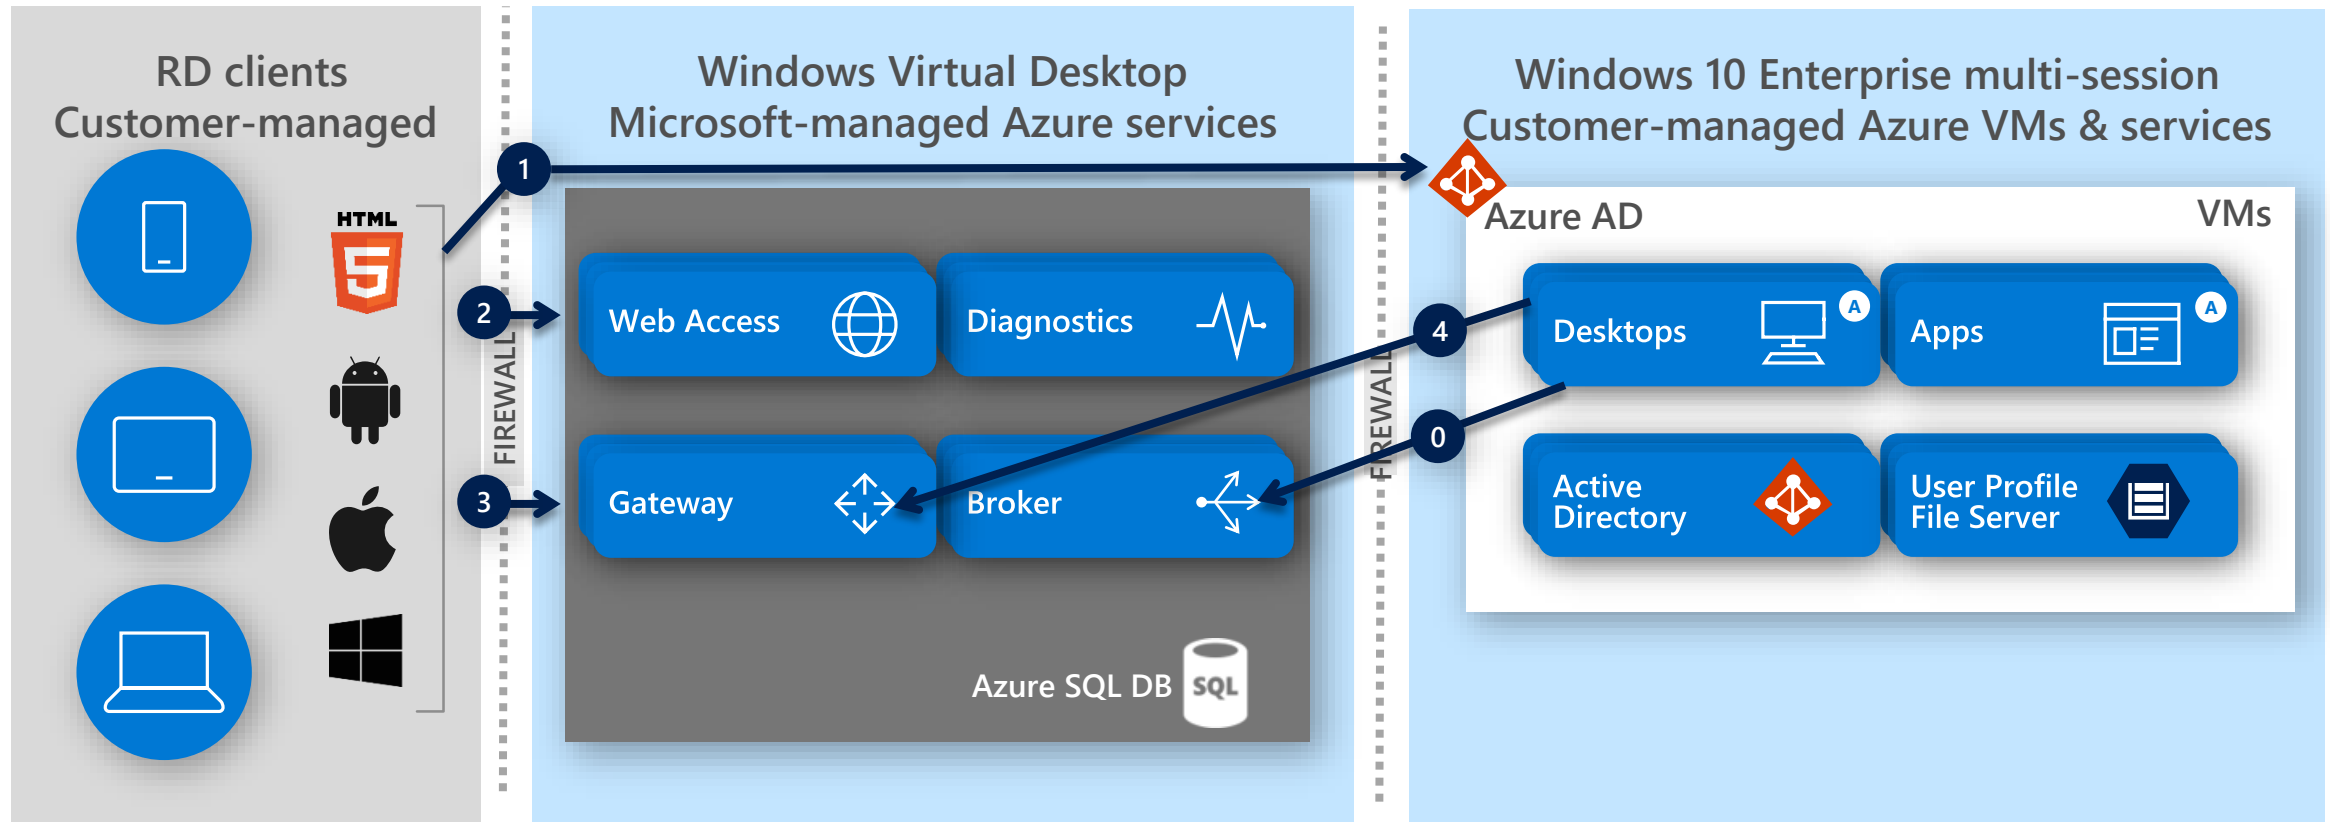 RD clients
Customer-managed
HTML
5
FIREWALL
1
2
3
Windows Virtual Desktop
Microsoft-managed Azure services
Web Access
Diagnostics
Gateway
Broker
Azure SQL DB
SQL
FIREWALL
4
0
Windows 10 Enterprise multi-session
Customer-managed Azure VMs & services
Azure AD
VMs
Desktops
A
Apps
A
Active
Directory
User Profile
File Server